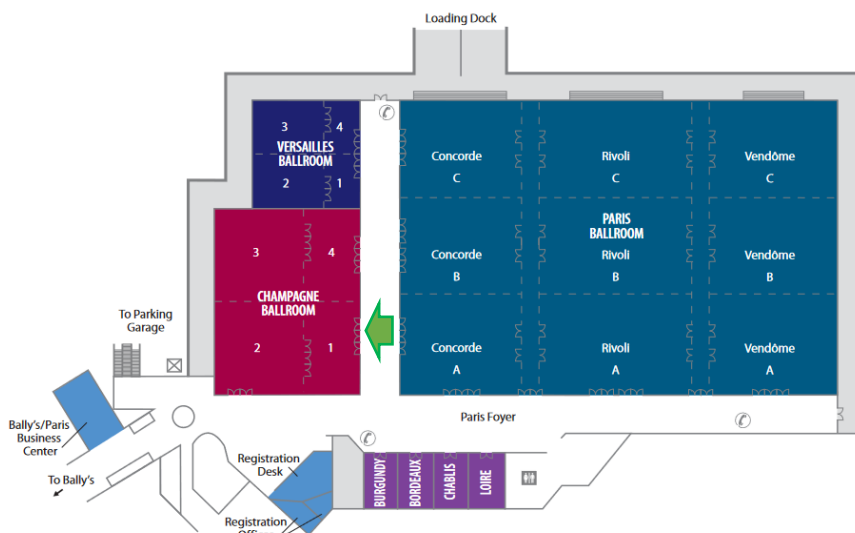 Loading Dock
3
4
VERSAILLES
BALLROOM
2
1
Concorde
C
Rivoli
C
Vendôme
C
3
4
CHAMPAGNE
BALLROOM
2
1
PARIS
BALLROOM
Concorde
B
Rivoli
B
Vendôme
B
Concorde
A
Rivoli
A
Vendôme
A
To Parking
Garage
Paris Foyer
Bally's/Paris
Business
Center
To Bally's
Registration
Desk
BURGUNDY
BORDEAUX
CHABLIS
LOIRE
Registration